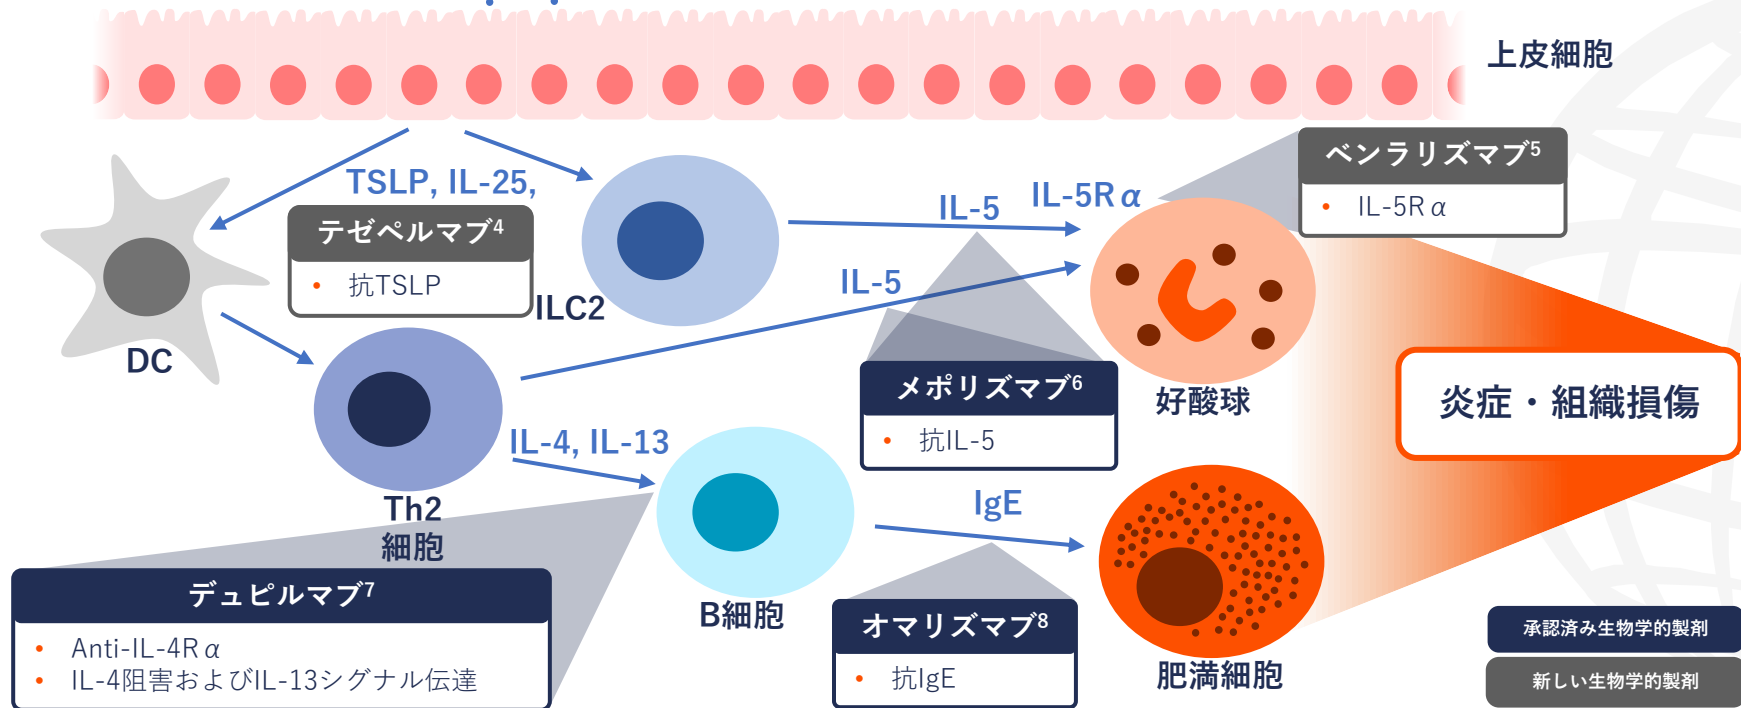 上皮細胞
ベンラリズマブ5
• IL-5Rα
TSLP, IL-25,
テゼペルマブ4
• 抗TSLP
ILC2
IL-5
IL-5Rα
IL-5
DC
メポリズマブ6
• 抗IL-5
好酸球
炎症・組織損傷
IL-4, IL-13
Th2
細胞
IgE
デュピルマブ7
• Anti-IL-4Rα
• IL-4阻害およびIL-13シグナル伝達
B細胞
オマリズマブ8
• 抗IgE
肥満細胞
承認済み生物学的製剤
新しい生物学的製剤